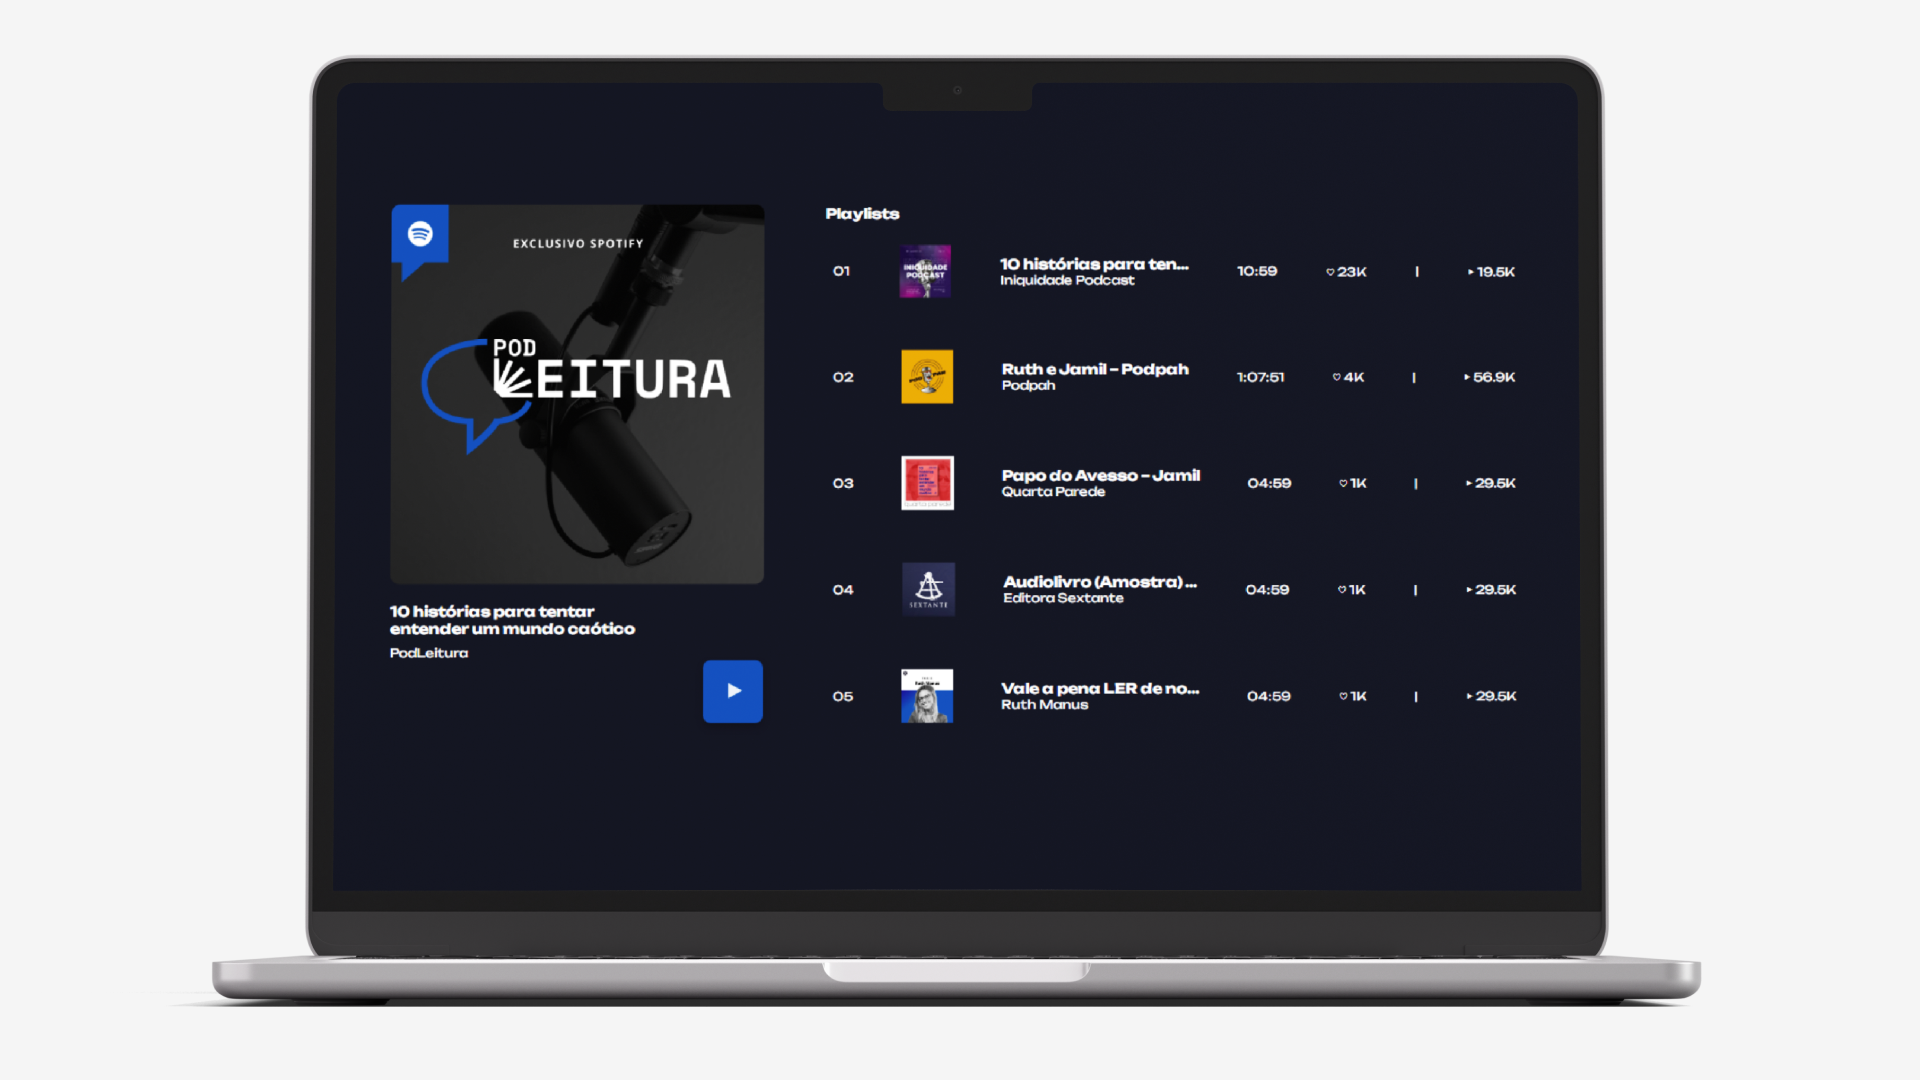 EXCLUSIVO SPOTIFY
POD
LEITURA
10 histórias para tentar
entender um mundo caótico
PodLeitura
Playlists
01
INIQUIDADE
PODCAST
10 histórias para ten...
Iniquidade Podcast
10:59
23K
|
19.5K
02
Ruth e Jamil – Podpah
Podpah
1:07:51
4K
|
56.9K
03
Papo do Avesso – Jamil
Quarta Parede
04:59
1K
|
29.5K
04
SEXTANTE
Audiolivro (Amostra) ...
Editora Sextante
04:59
1K
|
29.5K
05
Ruth Manus
Vale a pena LER de no...
Ruth Manus
04:59
1K
|
29.5K